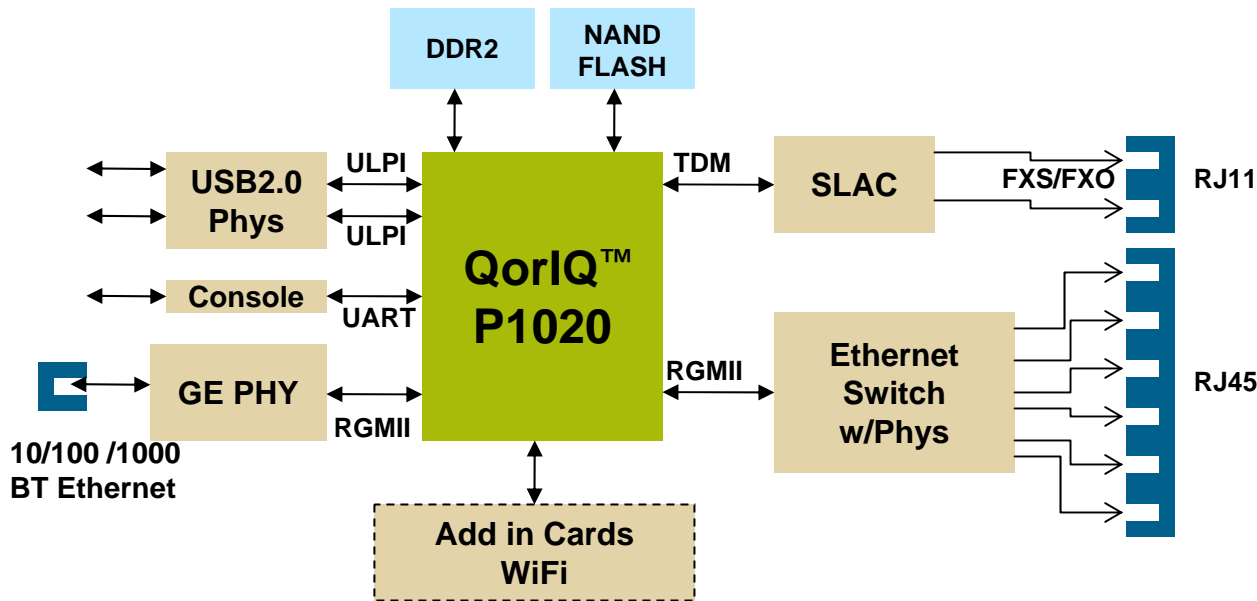 DDR2
NAND
FLASH
USB2.0
Phys
ULPI
ULPI
Console
UART
GE PHY
RGMII
10/100 /1000
BT Ethernet
QorIQ™
P1020
TDM
SLAC
FXS/FXO
RJ11
RGMII
Ethernet
Switch
w/Phys
RJ45
Add in Cards
WiFi